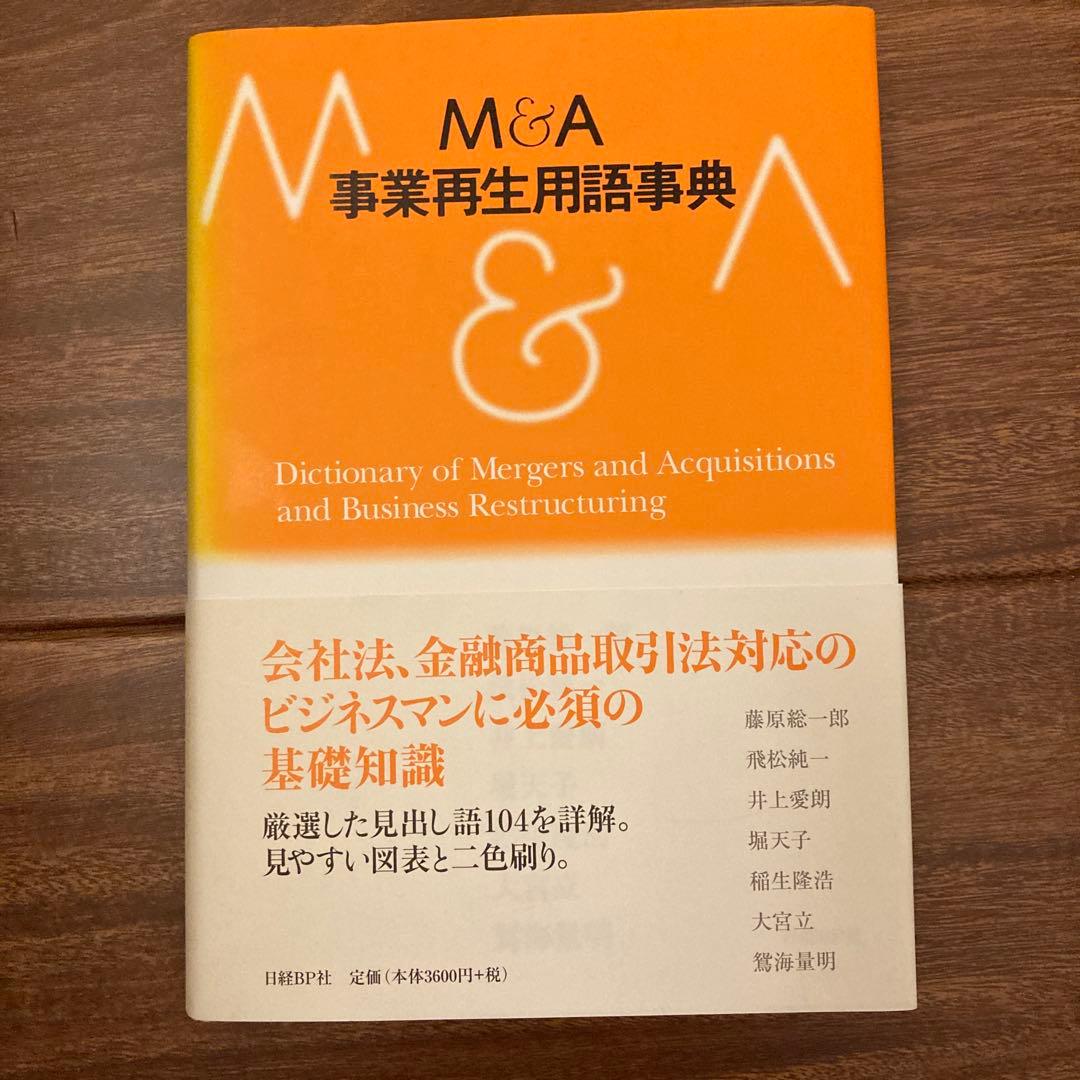 M&A
M&A
事業再生用語事典
Dictionary of Mergers and Acquisitions
and Business Restructuring
会社法、金融商品取引法対応の
ビジネスマンに必須の
基礎知識
厳選した見出し語104を詳解。
見やすい図表と二色刷り。
藤原総一郎
飛松純一
井上愛朗
堀天子
稲生隆浩
大宮立
鴛海量明
日経BP社 定価(本体3600円+税)